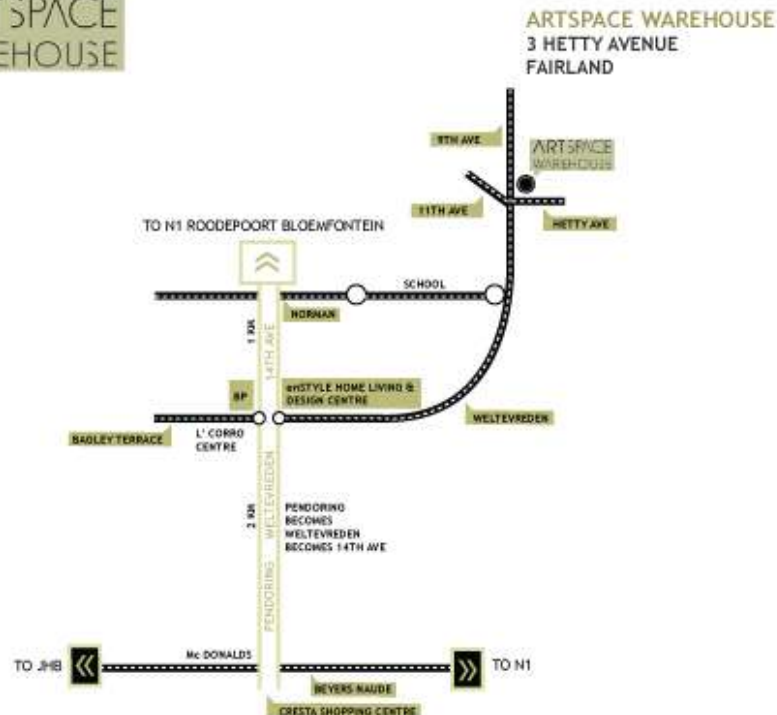 SPACE
EHOUSE
ARTSPACE WAREHOUSE
3 HETTY AVENUE
FAIRLAND
9TH AVE
ARTSPACE
WAREHOUSE
11TH AVE
HETTY AVE
TO N1 ROODEPOORT BLOEMFONTEIN
SCHOOL
NORMAN
1 KM
14TH AVE
BP
enSTYLE HOME LIVING &
DESIGN CENTRE
BAGLEY TERRACE
L' CORRO
CENTRE
WELTEVREDEN
2 KM
WELTEVREDEN
PENDORING
BECOMES
WELTEVREDEN
BECOMES 14TH AVE
PENDORING
Mc DONALDS
TO JHB
TO N1
BEYERS NAUDE
CRESTA SHOPPING CENTRE